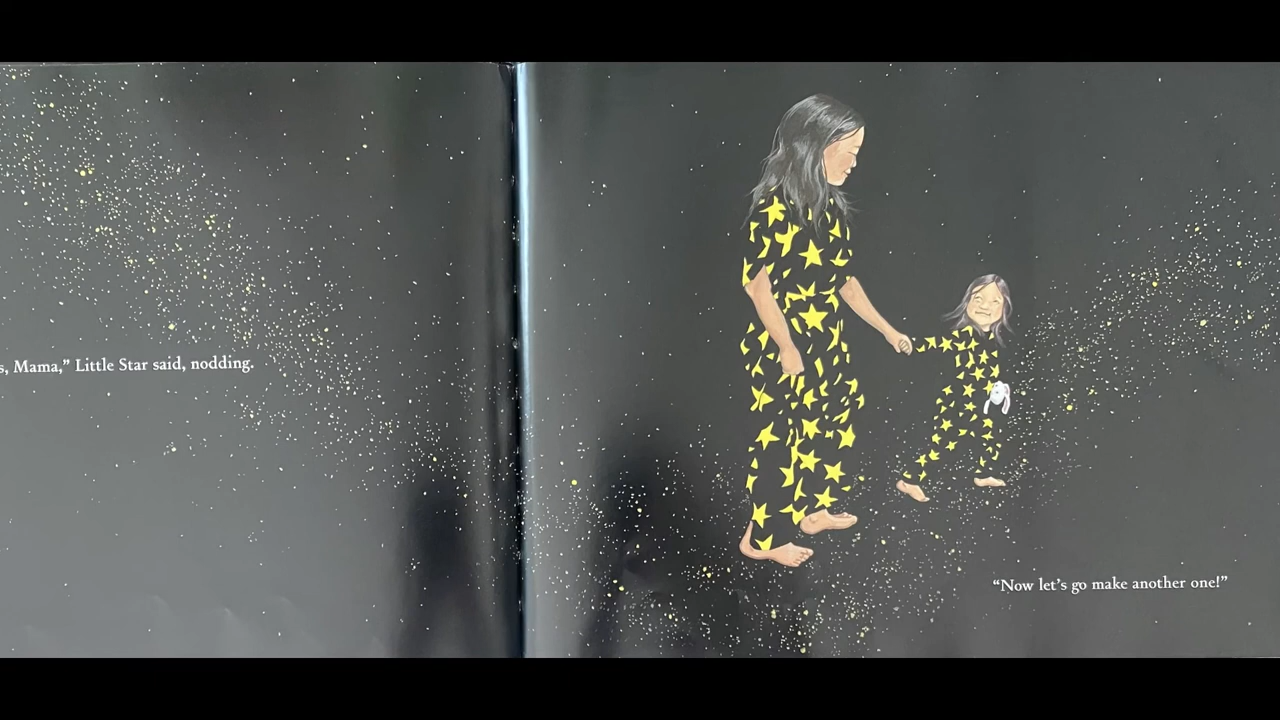 s, Mama,” Little Star said, nodding.
“Now let’s go make another one!”